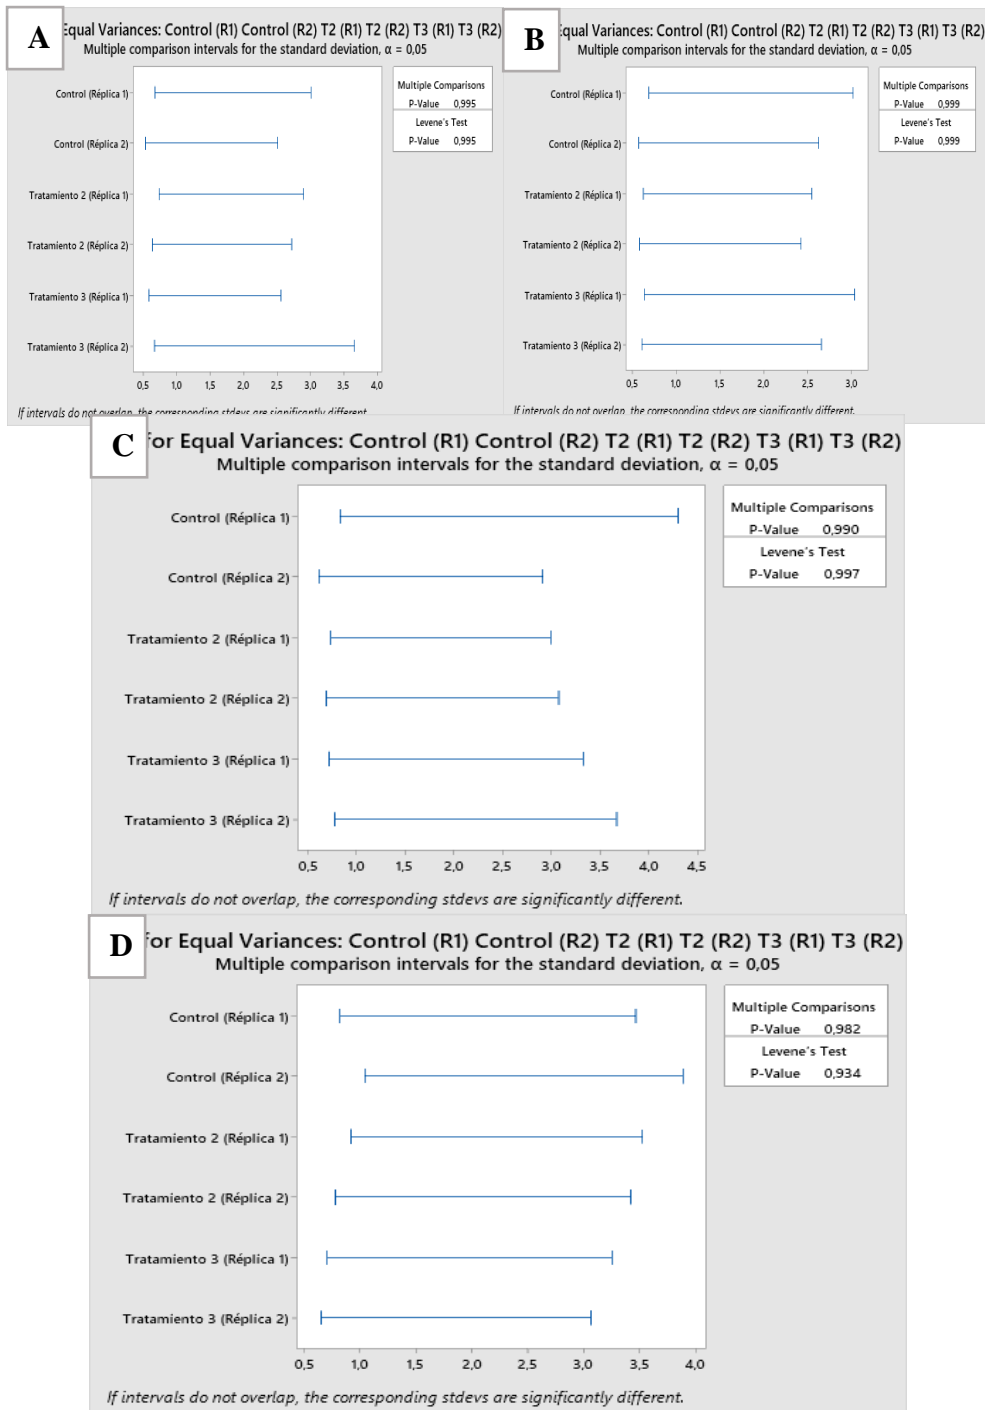 A
Equal Variances: Control (R1) Control (R2) T2 (R1) T2 (R2) T3 (R1) T3 (R2)
Multiple comparison intervals for the standard deviation, α = 0,05
Control (Réplica 1)
Control (Réplica 2)
Tratamiento 2 (Réplica 1)
Tratamiento 2 (Réplica 2)
Tratamiento 3 (Réplica 1)
Tratamiento 3 (Réplica 2)
0,5 1,0 1,5 2,0 2,5 3,0 3,5 4,0
Multiple Comparisons
P-Value 0,995
Levene's Test
P-Value 0,995
If intervals do not overlap, the corresponding stdevs are significantly different.
B
Equal Variances: Control (R1) Control (R2) T2 (R1) T2 (R2) T3 (R1) T3 (R2)
Multiple comparison intervals for the standard deviation, α = 0,05
Control (Réplica 1)
Control (Réplica 2)
Tratamiento 2 (Réplica 1)
Tratamiento 2 (Réplica 2)
Tratamiento 3 (Réplica 1)
Tratamiento 3 (Réplica 2)
0,5 1,0 1,5 2,0 2,5 3,0
Multiple Comparisons
P-Value 0,999
Levene's Test
P-Value 0,999
If intervals do not overlap, the corresponding stdevs are significantly different.
C
for Equal Variances: Control (R1) Control (R2) T2 (R1) T2 (R2) T3 (R1) T3 (R2)
Multiple comparison intervals for the standard deviation, α = 0,05
Control (Réplica 1)
Control (Réplica 2)
Tratamiento 2 (Réplica 1)
Tratamiento 2 (Réplica 2)
Tratamiento 3 (Réplica 1)
Tratamiento 3 (Réplica 2)
0,5 1,0 1,5 2,0 2,5 3,0 3,5 4,0 4,5
Multiple Comparisons
P-Value 0,990
Levene's Test
P-Value 0,997
If intervals do not overlap, the corresponding stdevs are significantly different.
D
for Equal Variances: Control (R1) Control (R2) T2 (R1) T2 (R2) T3 (R1) T3 (R2)
Multiple comparison intervals for the standard deviation, α = 0,05
Control (Réplica 1)
Control (Réplica 2)
Tratamiento 2 (Réplica 1)
Tratamiento 2 (Réplica 2)
Tratamiento 3 (Réplica 1)
Tratamiento 3 (Réplica 2)
0,5 1,0 1,5 2,0 2,5 3,0 3,5 4,0
Multiple Comparisons
P-Value 0,982
Levene's Test
P-Value 0,934
If intervals do not overlap, the corresponding stdevs are significantly different.